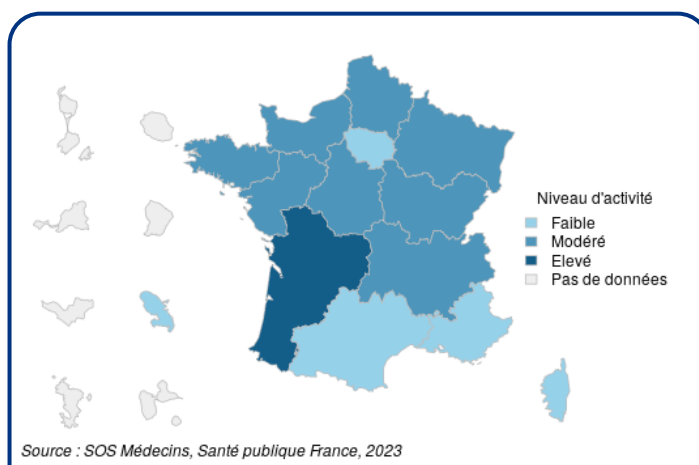 Niveau d'activité
Faible
Modéré
Elevé
Pas de données
Source : SOS Médecins, Santé publique France, 2023